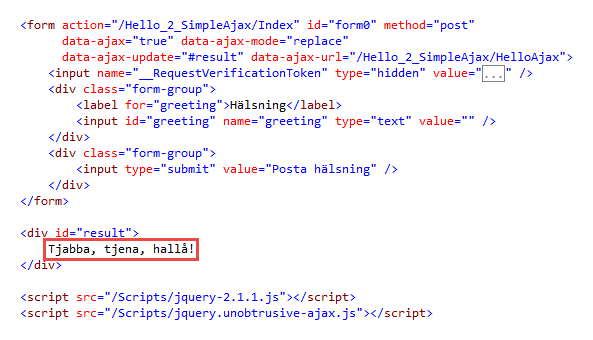 <form action="/Hello_2_SimpleAjax/Index" id="form0" method="post"
data-ajax="true" data-ajax-mode="replace"
data-ajax-update="#result" data-ajax-url="/Hello_2_SimpleAjax/HelloAjax">
<input name="__RequestVerificationToken" type="hidden" value="..." />
<div class="form-group">
<label for="greeting">Hälsning</label>
<input id="greeting" name="greeting" type="text" value="" />
</div>
<div class="form-group">
<input type="submit" value="Posta hälsning" />
</div>
</form>
<div id="result">
Tjabba, tjena, hallå!
</div>
<script src="/Scripts/jquery-2.1.1.js"></script>
<script src="/Scripts/jquery.unobtrusive-ajax.js"></script>